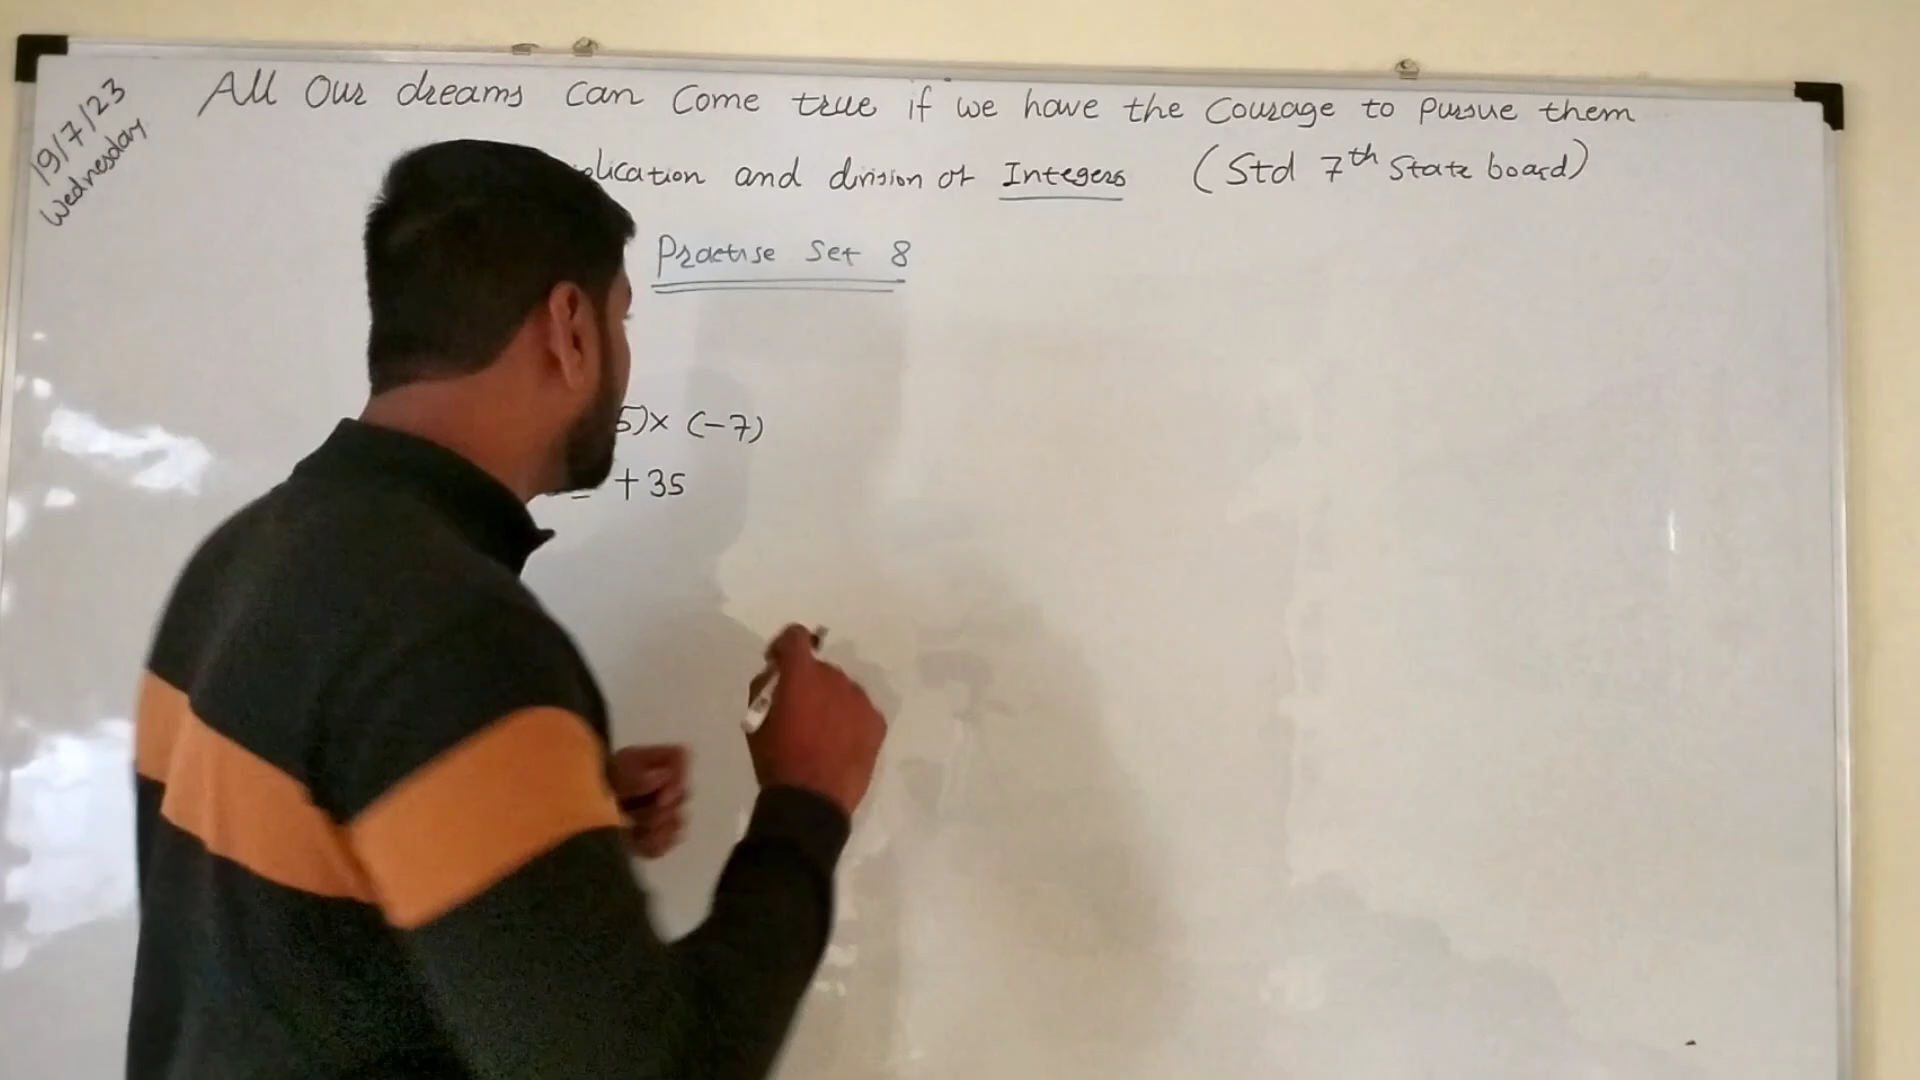 19/7/23
Wednesday
All Our dreams can Come true if we have the Courage to pursue them
and division of Integers (Std 7th State board)
Practise Set 8
5)× (-7)
= +35